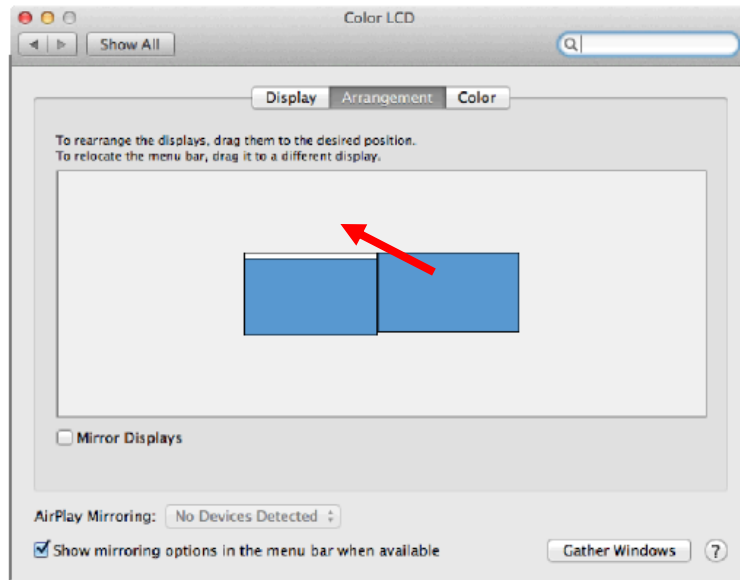 Color LCD
Show All
Display Arrangement Color
To rearrange the displays, drag them to the desired position.
To relocate the menu bar, drag it to a different display.
Mirror Displays
AirPlay Mirroring: No Devices Detected
Show mirroring options in the menu bar when available
Gather Windows ?